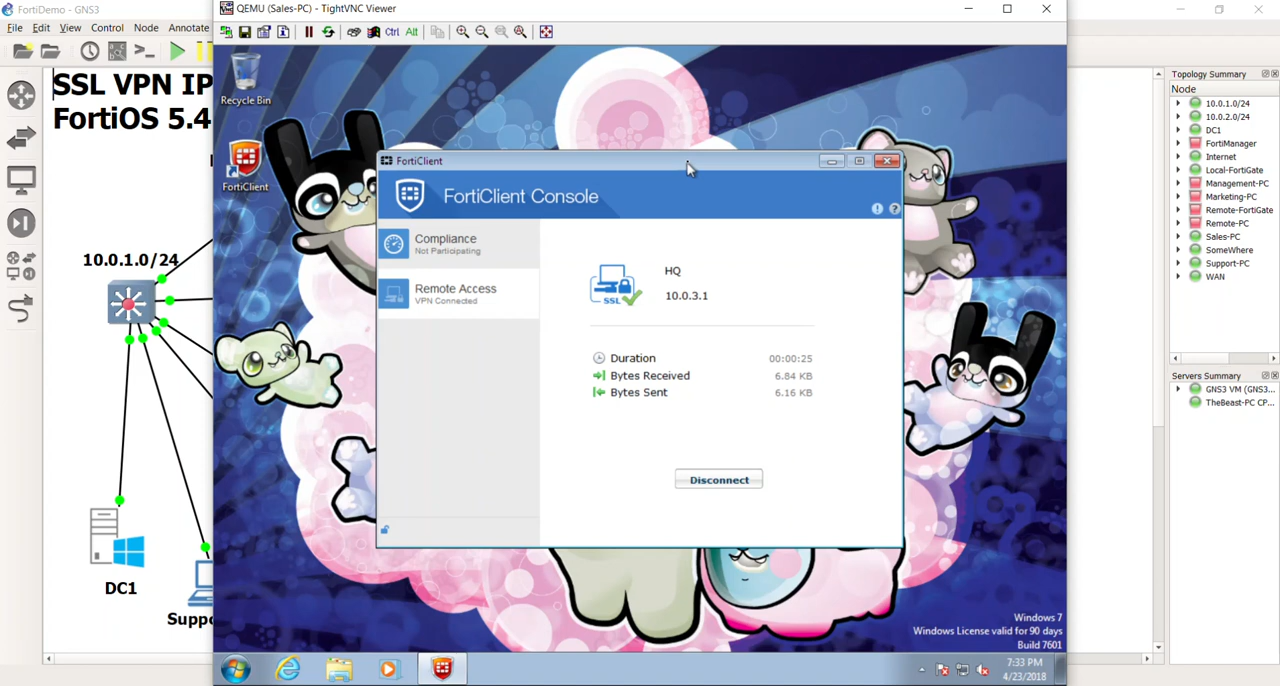 FortiDemo - GNS3
File Edit View Control Node Annotate
SSL VPN IP
FortiOS 5.4
10.0.1.0/24
DC1
Suppo
QEMU (Sales-PC) - TightVNC Viewer
Ctrl Alt
Recycle Bin
FortiClient
FortiClient
FortiClient Console
Compliance
Not Participating
Remote Access
VPN Connected
HQ
10.0.3.1
SSL
Duration 00:00:25
Bytes Received 6.84 KB
Bytes Sent 6.16 KB
Disconnect
Windows 7
Windows License valid for 90 days
Build 7601
7:33 PM
4/23/2018
Topology Summary
Node
10.0.1.0/24
10.0.2.0/24
DC1
FortiManager
Internet
Local-FortiGate
Management-PC
Marketing-PC
Remote-FortiGate
Remote-PC
Sales-PC
SomeWhere
Support-PC
WAN
Servers Summary
GNS3 VM (GNS3...
TheBeast-PC CP...